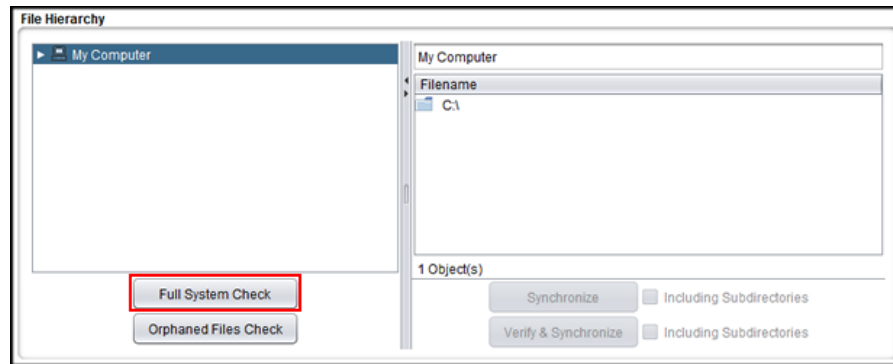 File Hierarchy
My Computer
My Computer
Filename
C:\
1 Object(s)
Full System Check
Orphaned Files Check
Synchronize
Including Subdirectories
Verify & Synchronize
Including Subdirectories